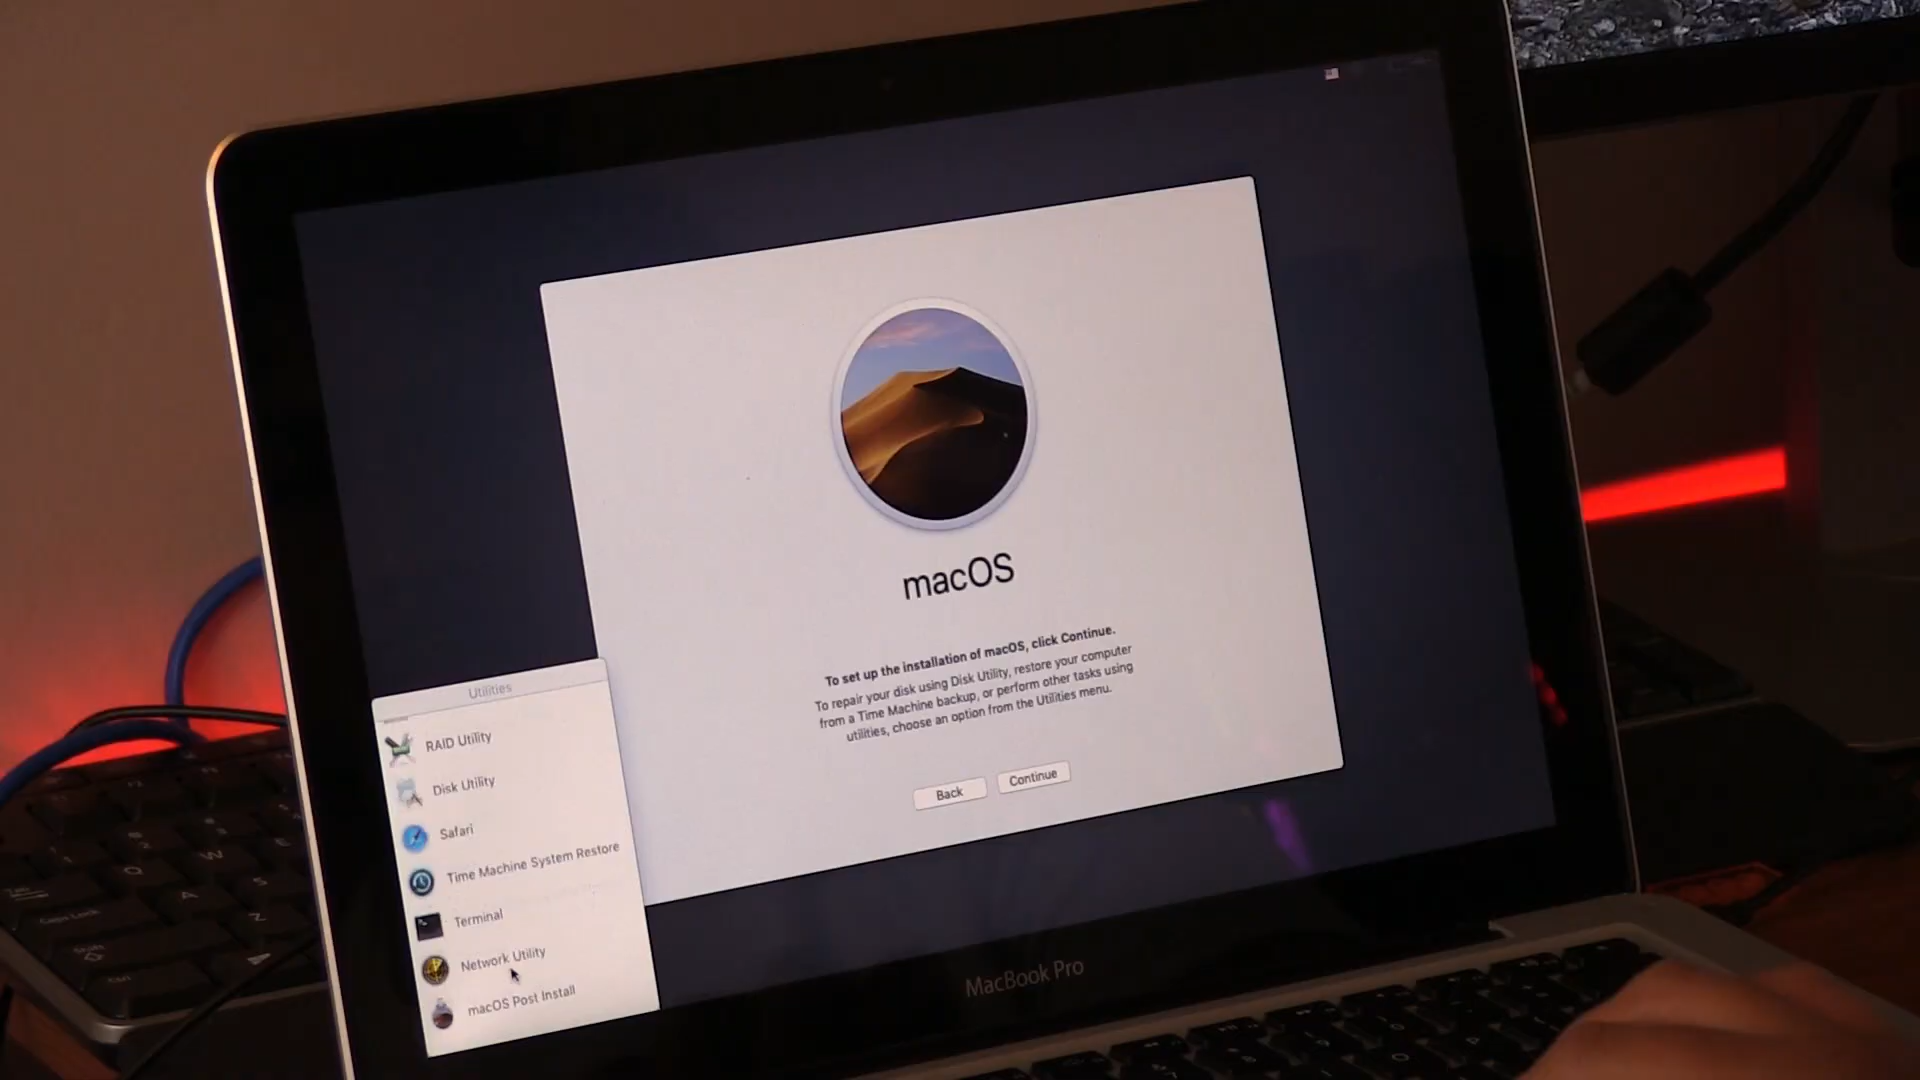 macOS
To set up the installation of macOS, click Continue.
To repair your disk using Disk Utility, restore your computer
from a Time Machine backup, or perform other tasks using
utilities, choose an option from the Utilities menu.
Back
Continue
Utilities
RAID Utility
Disk Utility
Safari
Time Machine System Restore
Terminal
Network Utility
macOS Post Install
MacBook Pro
Caps Lock
Q
W
A
S
Z
Ctrl